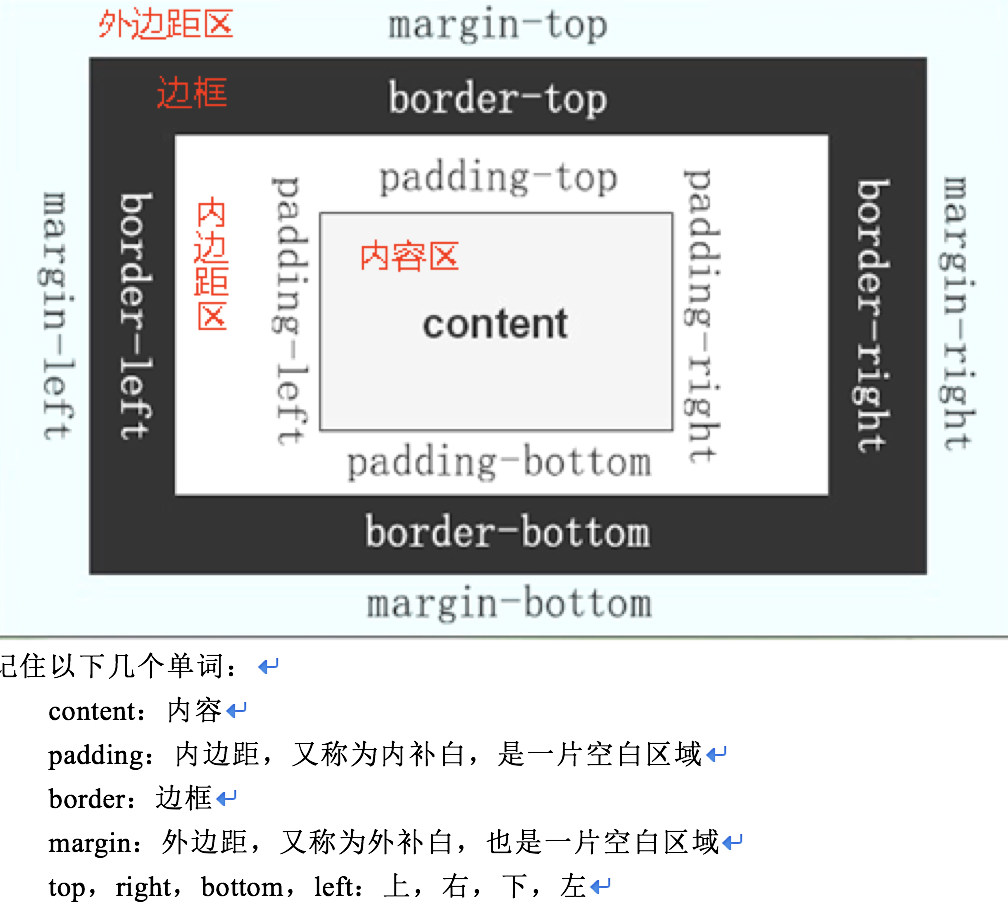 外边距区
margin-top
边框
border-top
margin-left
border-left
内边距区
padding-left
padding-top
内容区
content
padding-right
border-right
margin-right
padding-bottom
border-bottom
margin-bottom
记住以下几个单词：
content：内容
padding：内边距，又称为内补白，是一片空白区域
border：边框
margin：外边距，又称为外补白，也是一片空白区域
top，right，bottom，left：上，右，下，左